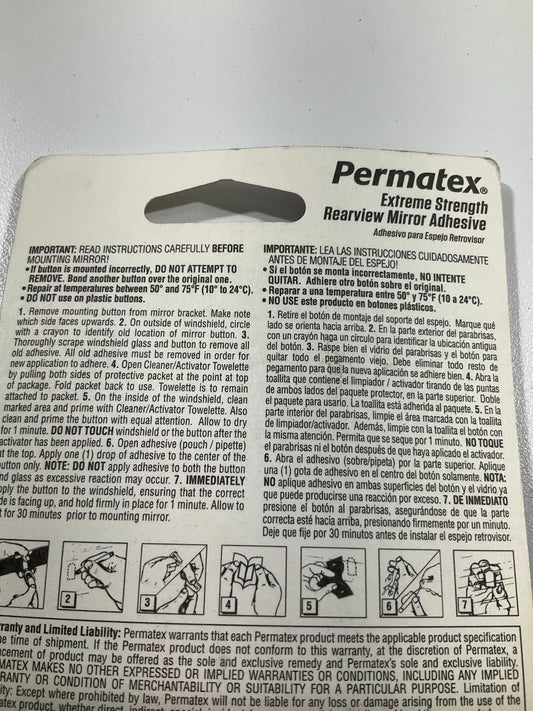 Permatex®
Extreme Strength
Rearview Mirror Adhesive
Adhesivo para Espejo Retrovisor
IMPORTANT: READ INSTRUCTIONS CAREFULLY BEFORE
MOUNTING MIRROR!
• If button is mounted incorrectly, DO NOT ATTEMPT TO
REMOVE. Bond another button over the original one.
• Repair at temperatures between 50° and 75°F (10° to 24°C).
• DO NOT use on plastic buttons.
1. Remove mounting button from mirror bracket. Make note
which side faces upwards. 2. On outside of windshield, circle
with a crayon to identify old location of mirror button. 3.
Thoroughly scrape windshield glass and button to remove all
old adhesive. All old adhesive must be removed in order for
new application to adhere. 4. Open Cleaner/Activator Towelette
by pulling both sides of protective packet at the point at top
of package. Fold packet back to use. Towelette is to remain
attached to packet. 5. On the inside of the windshield, clean
marked area and prime with Cleaner/Activator Towelette. Also
clean and prime the button with equal attention. Allow to dry
for 1 minute. DO NOT TOUCH windshield or the button after the
activator has been applied. 6. Open adhesive (pouch / pipette)
at the top. Apply one (1) drop of adhesive to the center of the
utton only. NOTE: DO NOT apply adhesive to both the button
nd glass as excessive reaction may occur. 7. IMMEDIATELY
pply the button to the windshield, ensuring that the correct
de is facing up, and hold firmly in place for 1 minute. Allow to
t for 30 minutes prior to mounting mirror.
IMPORTANTE: LEA LAS INSTRUCCIONES CUIDADOSAMENTE
ANTES DE MONTAJE DEL ESPEJO!
• Si el botón se monta incorrectamente, NO INTENTE
QUITAR. Adhiere otro botón sobre el original.
• Reparar a una temperatura entre 50° y 75°F (10 a 24°C).
• NO USE este producto en botones plásticos.
1. Retire el botón de montaje del soporte del espejo. Marque qué
lado se orienta hacia arriba. 2. En la parte exterior del parabrisas,
con un crayón haga un círculo para identificar la ubicación antigua
del botón. 3. Raspe bien el vidrio del parabrisas y el botón para
quitar todo el pegamento viejo. Debe eliminar todo resto de
pegamento para que la nueva aplicación se adhiere bien. 4. Abra la
toallita que contiene el limpiador / activador tirando de las puntas
de ambos lados del paquete protector, en la parte superior. Doble
el paquete para usarlo. La toallita está adherida al paquete. 5. En la
parte interior del parabrisas, limpie el área marcada con la toallita
de limpiador/activador. Además, limpie con la toallita el botón con
la misma atención. Permita que se seque por 1 minuto. NO TOQUE
el parabrisas ni el botón después de que haya aplicado el activador.
6. Abra el adhesivo (sobre/pipeta) por la parte superior. Aplique
una (1) gota de adhesivo en el centro del botón solamente. NOTA:
NO aplique adhesivo en ambas superficies del botón y el vidrio ya
que puede producirse una reacción por exceso. 7. DE INMEDIATO
presione el botón al parabrisas, asegurándose de que la parte
correcta esté hacia arriba, presionando firmemente por un minuto.
Deje que fije por 30 minutos antes de instalar el espejo retrovisor.
2
3
4
5
6
7
rranty and Limited Liability: Permatex warrants that each Permatex product meets the applicable product specification
e time of shipment. If the Permatex product does not conform to this warranty, at the discretion of Permatex, a
acement of product may be offered as the sole and exclusive remedy and Permatex's sole and exclusive liability.
MATEX MAKES NO OTHER EXPRESSED OR IMPLIED WARRANTIES OR CONDITIONS, INCLUDING ANY IMPLIED
RANTY OR CONDITION OF MERCHANTABILITY OR SUITABILITY FOR A PARTICULAR PURPOSE. Limitation of
ity: Except where prohibited by law, Permatex will not be liable for any loss or damage arising from the use of the
atex product, whether direct, indirect, special